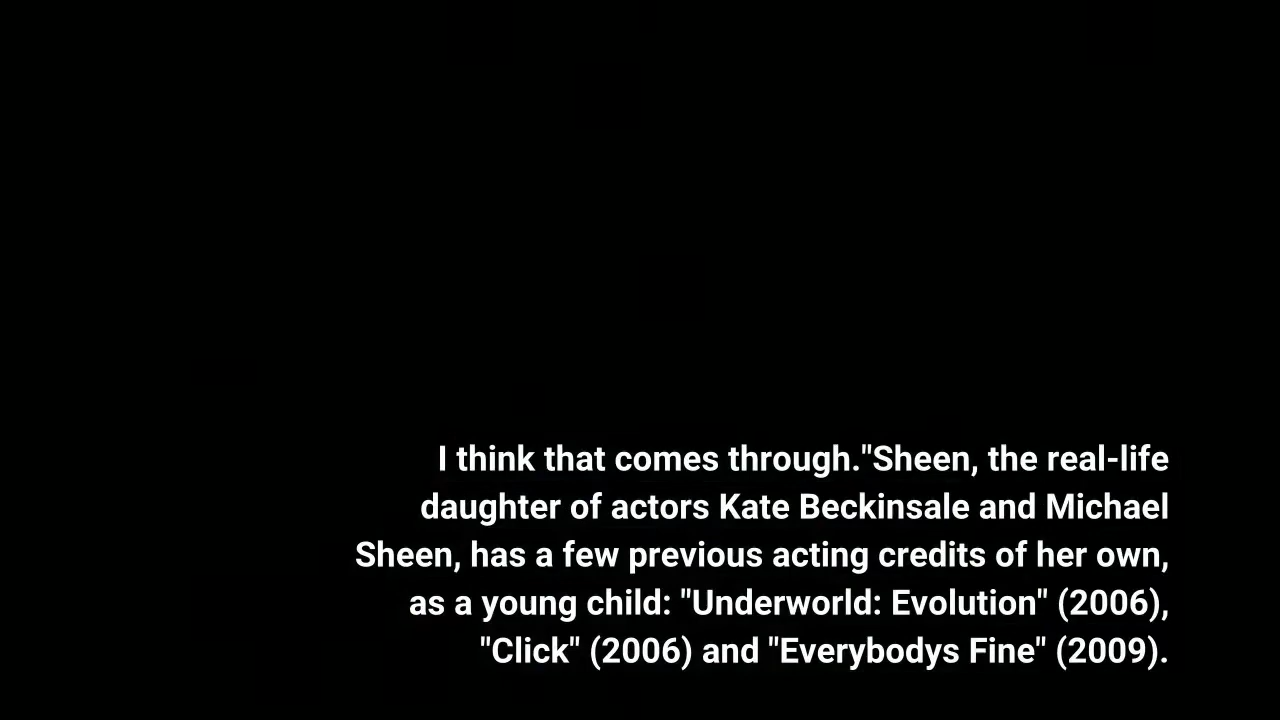 I think that comes through."Sheen, the real-life
daughter of actors Kate Beckinsale and Michael
Sheen, has a few previous acting credits of her own,
as a young child: "Underworld: Evolution" (2006),
"Click" (2006) and "Everybodys Fine" (2009).